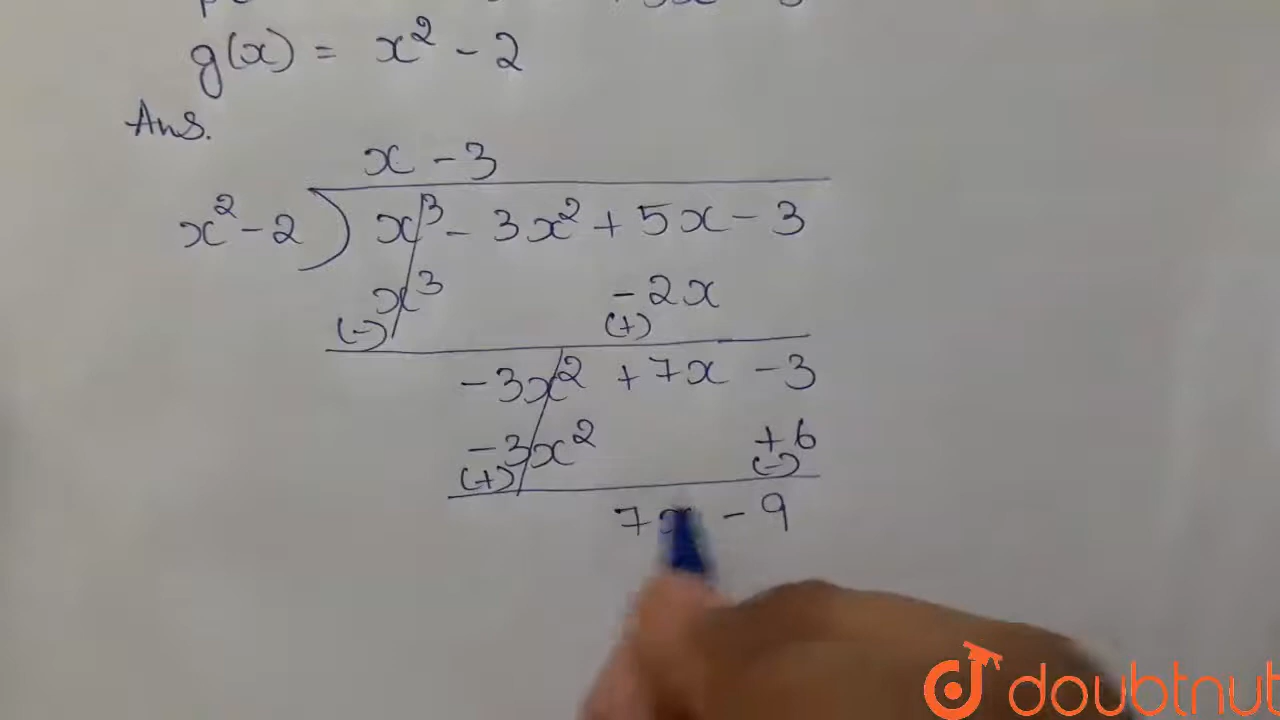 g(x) = x² - 2
Ans.
x - 3
x² - 2 ) x³ - 3x² + 5x - 3
x³ - 2x
(-) (+)
-3x² + 7x - 3
-3x² + 6
(+) (-)
7x - 9
doubtnut